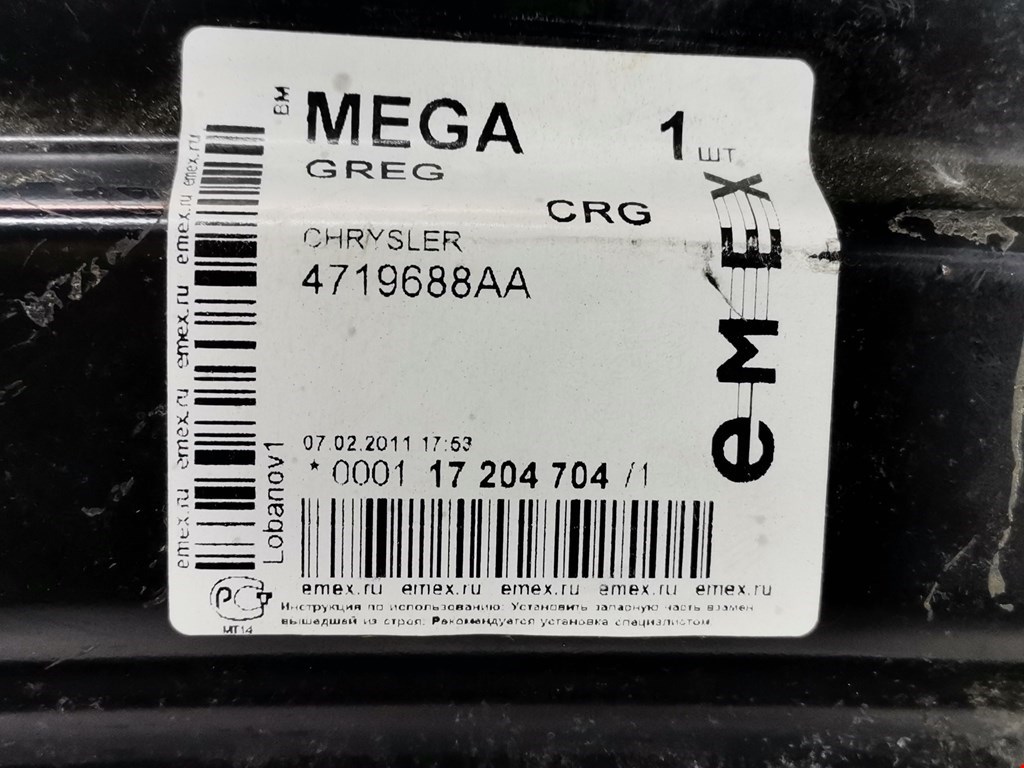 BM
MEGA
1 шт
GREG
CRG
CHRYSLER
4719688AA
emex
07.02.2011 17:53
*0001 17 204 704 /1
Lobanov1
emex.ru emex.ru emex.ru emex.ru emex.ru
emex.ru emex.ru emex.ru emex.ru emex.ru
МТ14
Инструкция по использованию: Установить запасную часть взамен
вышедшей из строя. Рекомендуется установка специалистом.